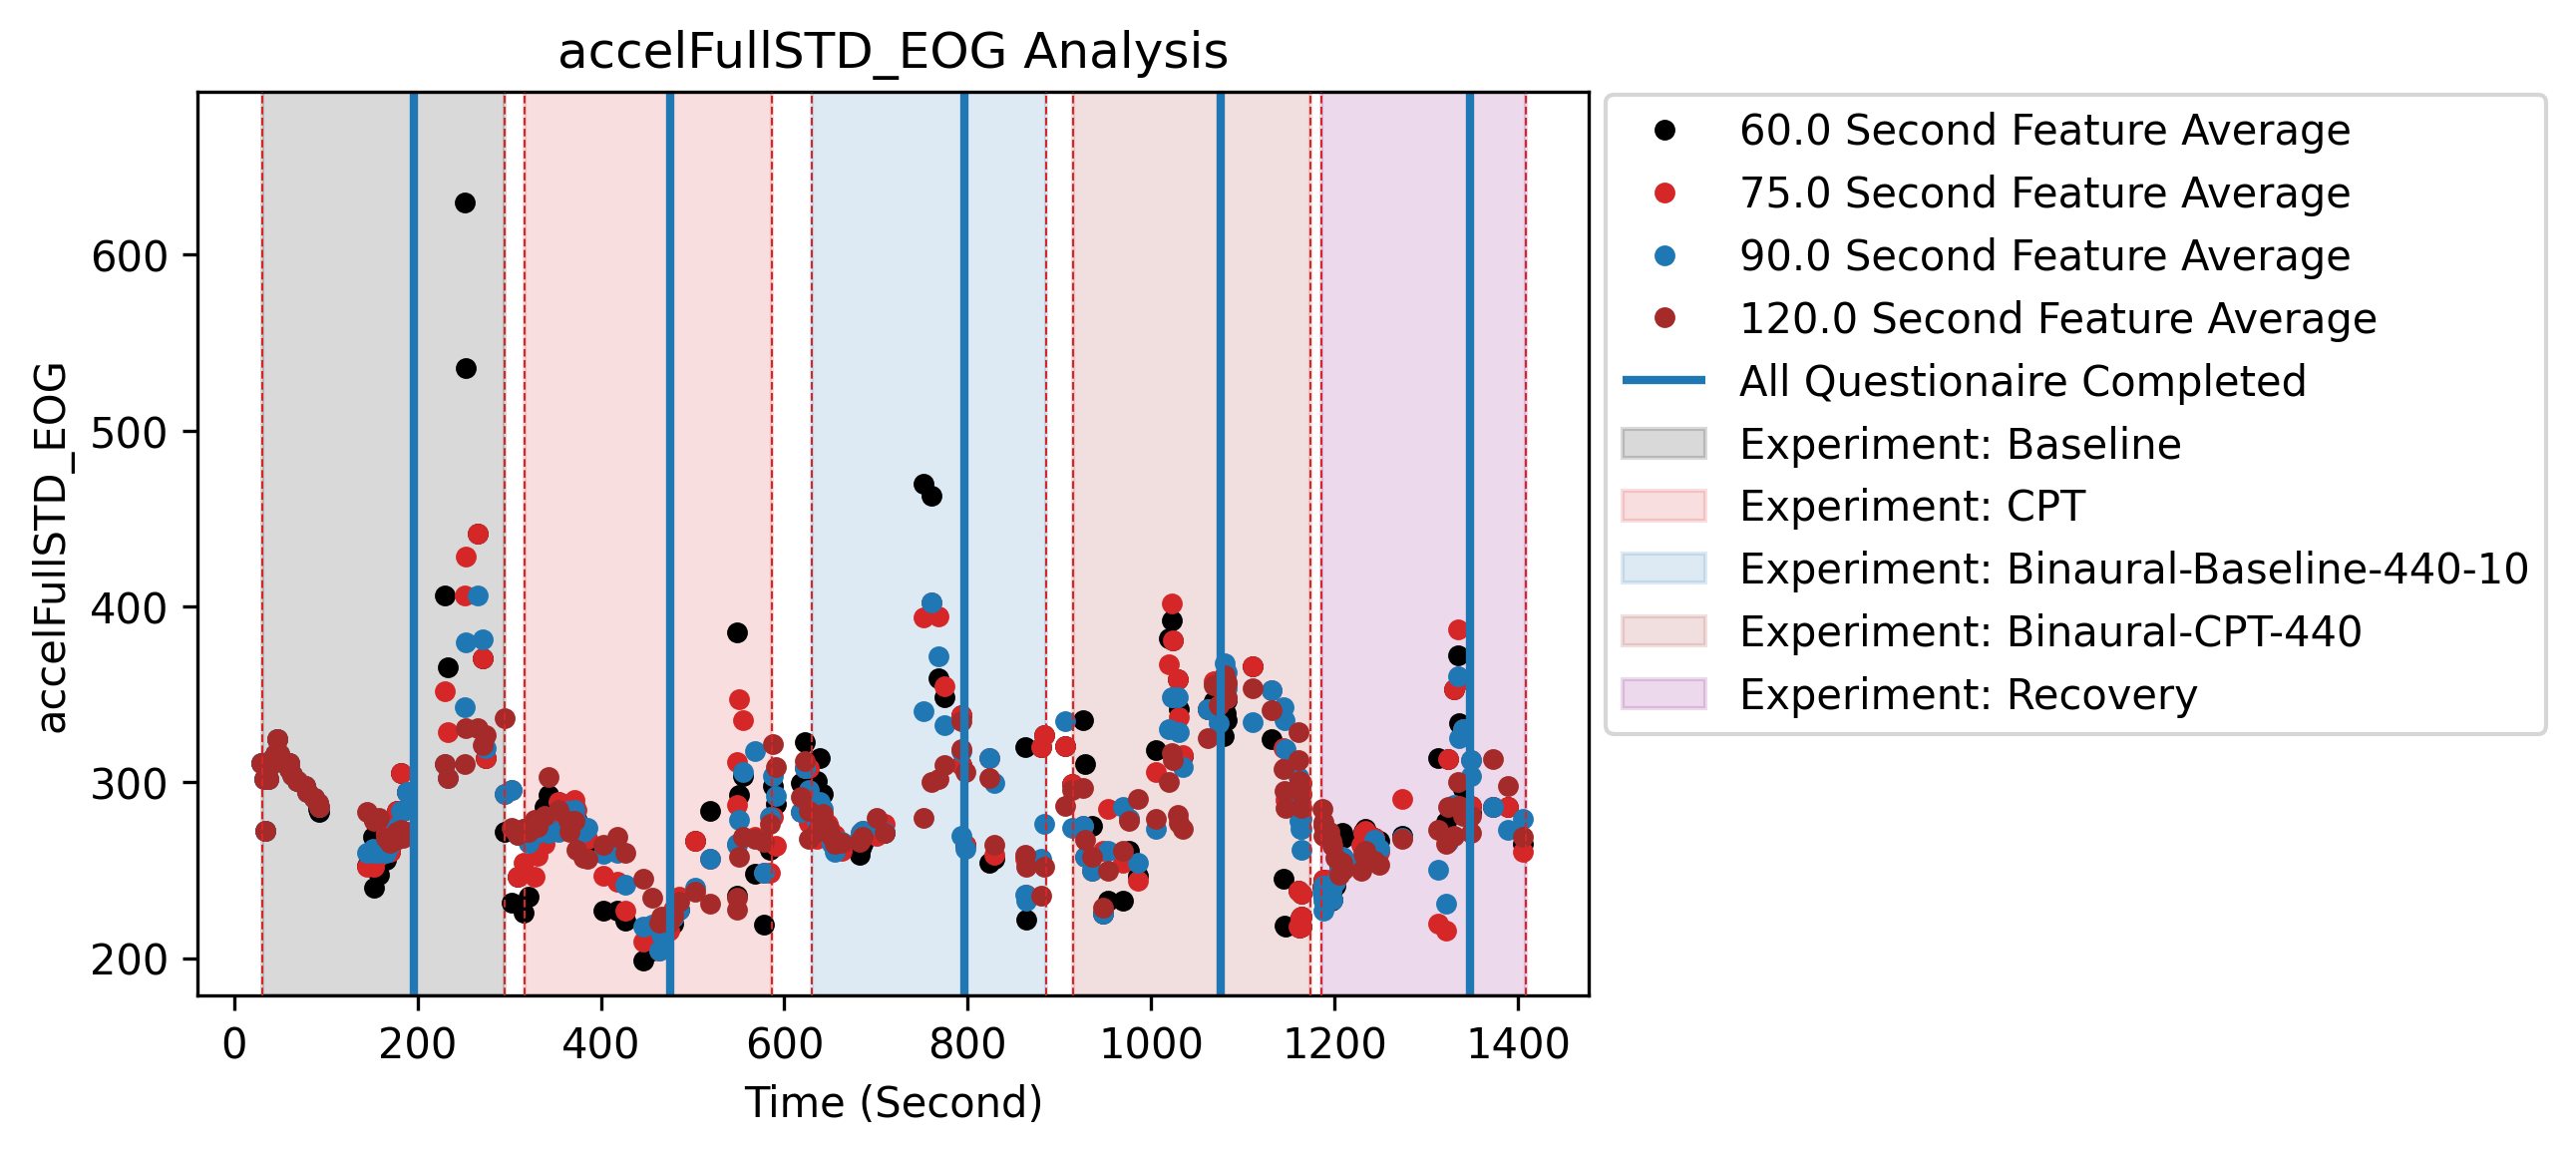 accelFullSTD_EOG Analysis
accelFullSTD_EOG
600
500
400
300
200
0
200
400
600
800
1000
1200
1400
Time (Second)
60.0 Second Feature Average
75.0 Second Feature Average
90.0 Second Feature Average
120.0 Second Feature Average
All Questionaire Completed
Experiment: Baseline
Experiment: CPT
Experiment: Binaural-Baseline-440-10
Experiment: Binaural-CPT-440
Experiment: Recovery